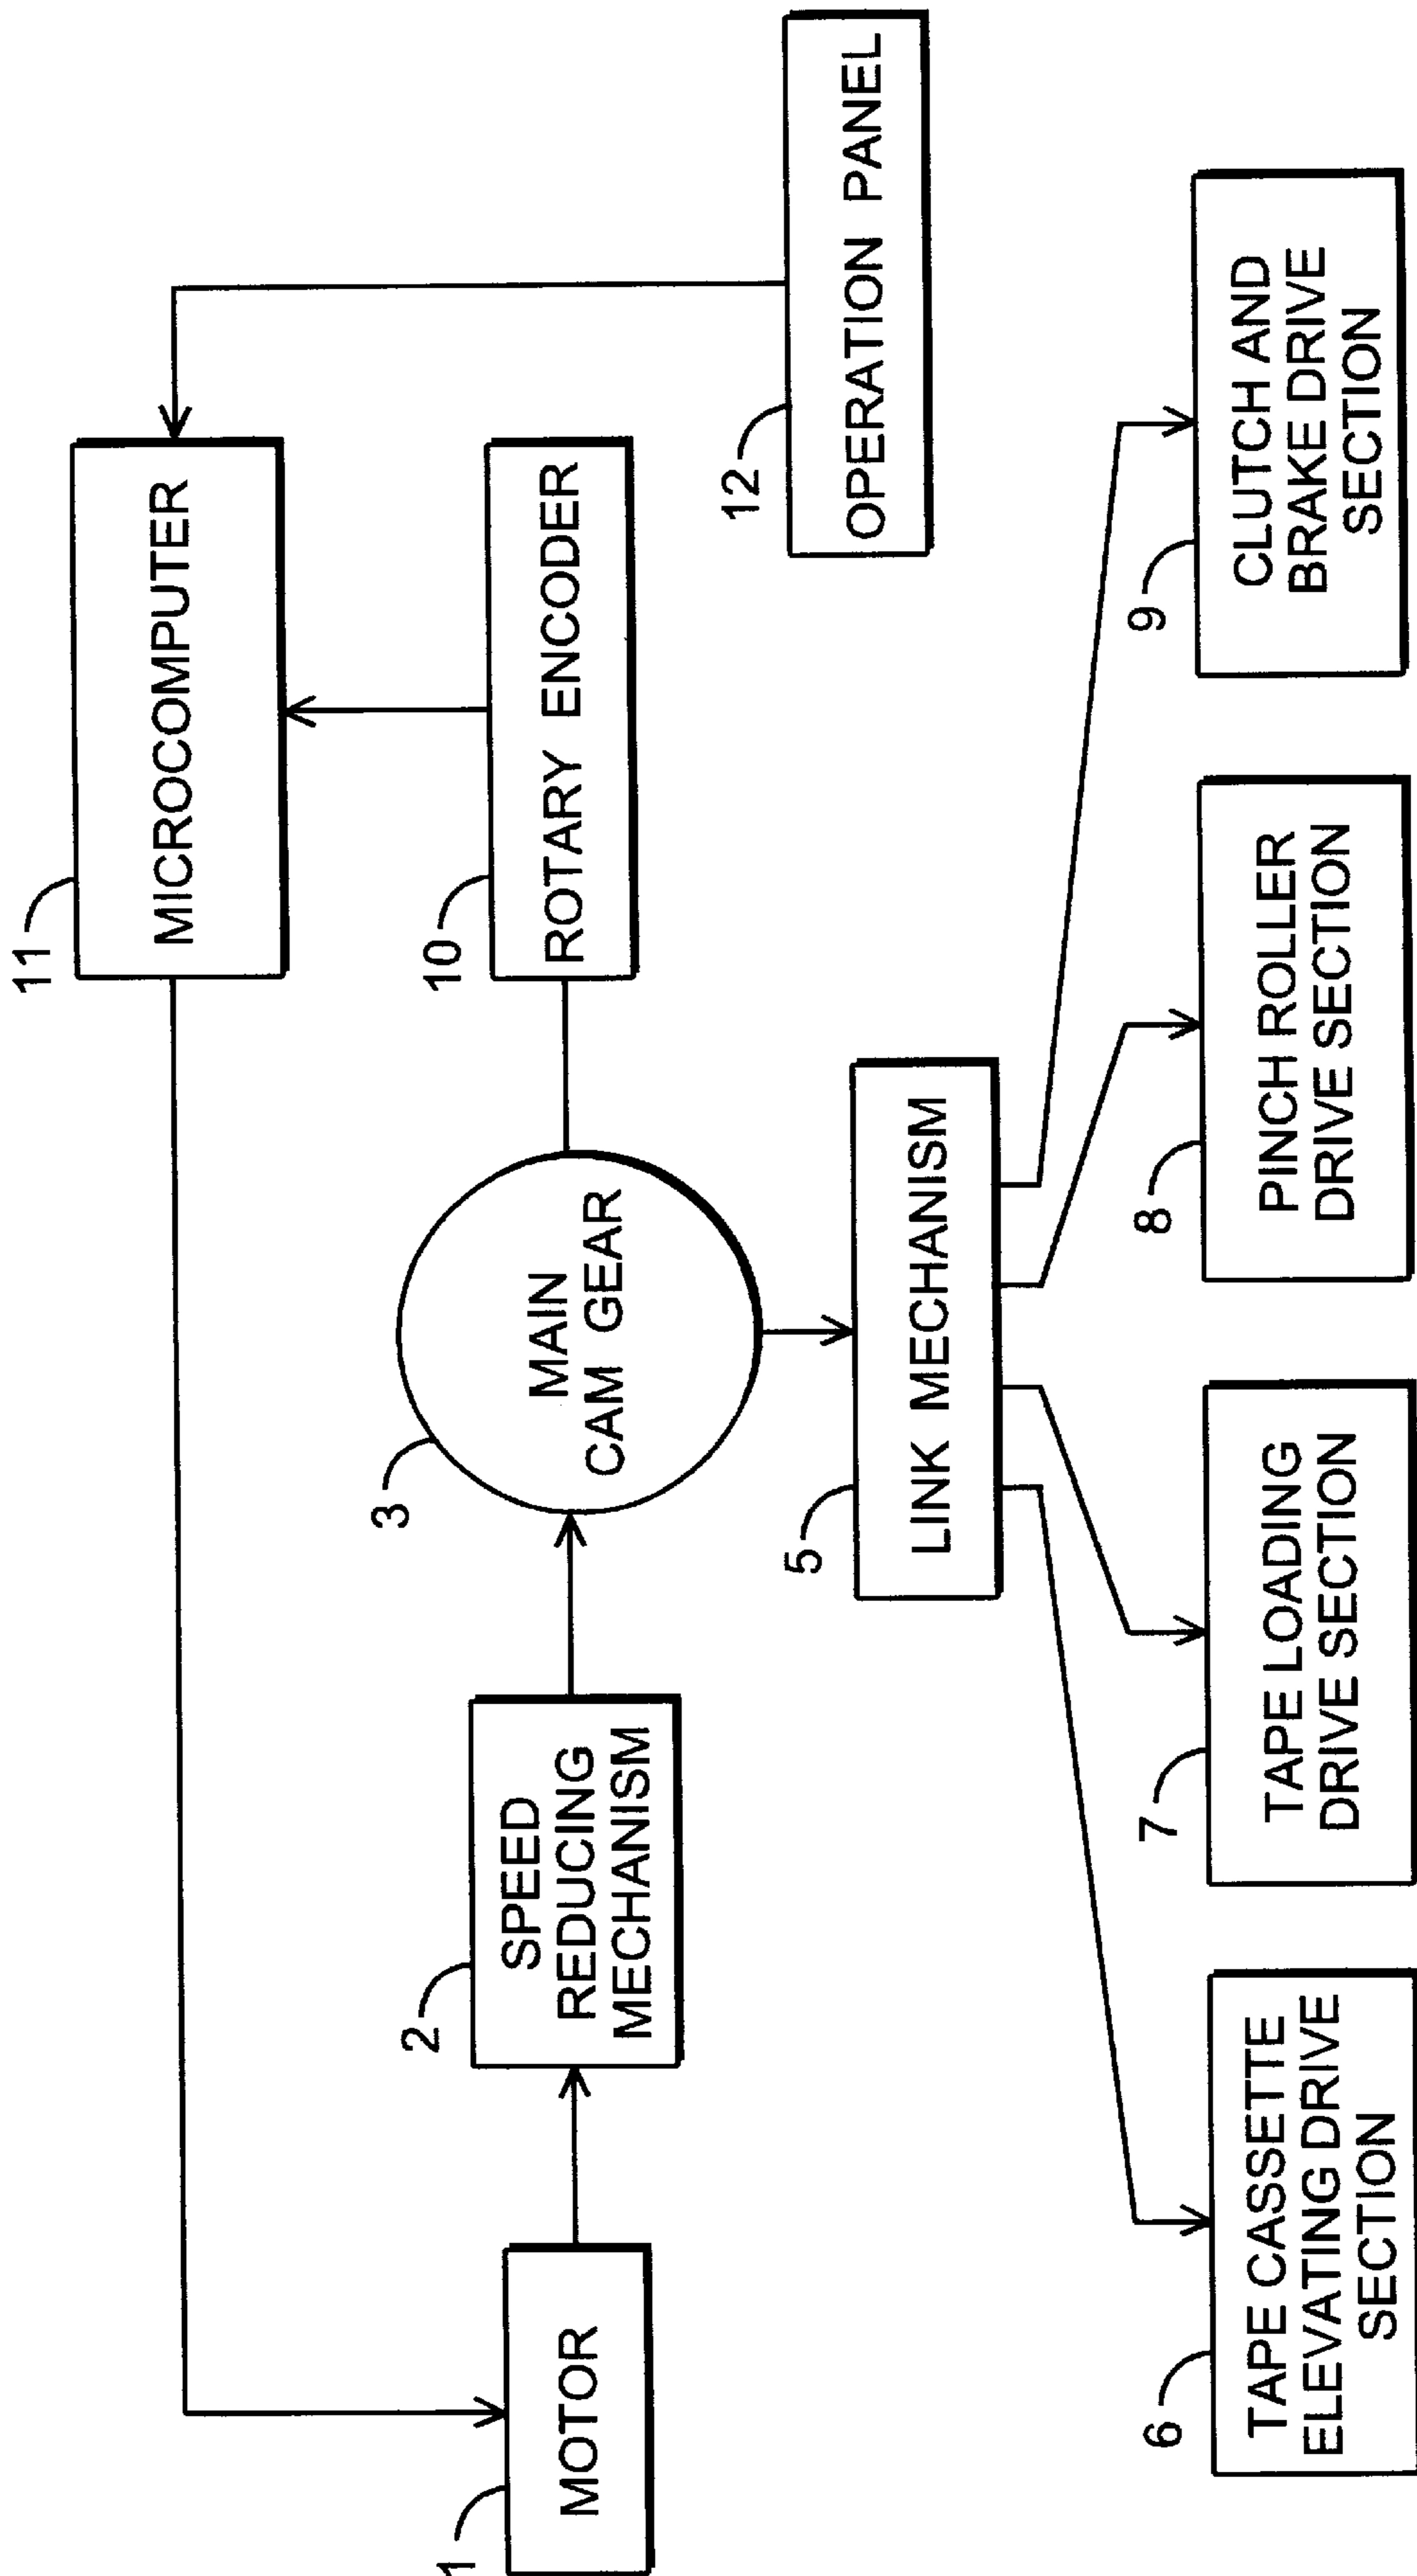 11
MICROCOMPUTER
10
ROTARY ENCODER
12
OPERATION PANEL
1
MOTOR
2
SPEED
REDUCING
MECHANISM
3
MAIN
CAM GEAR
5
LINK MECHANISM
6
TAPE CASSETTE
ELEVATING DRIVE
SECTION
7
TAPE LOADING
DRIVE SECTION
8
PINCH ROLLER
DRIVE SECTION
9
CLUTCH AND
BRAKE DRIVE
SECTION